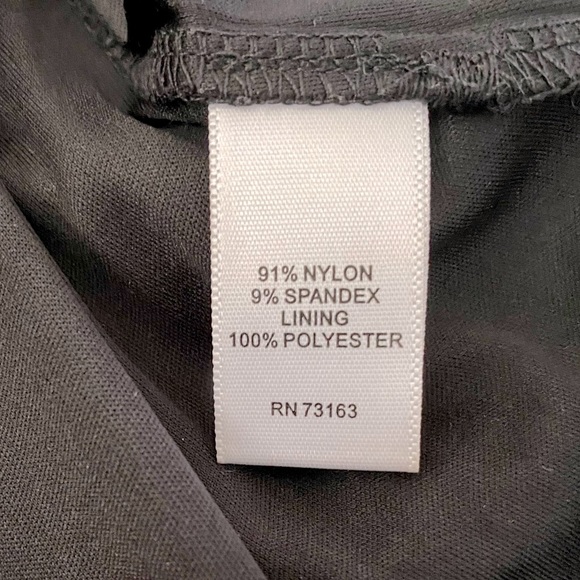 91% NYLON
9% SPANDEX
LINING
100% POLYESTER
RN 73163